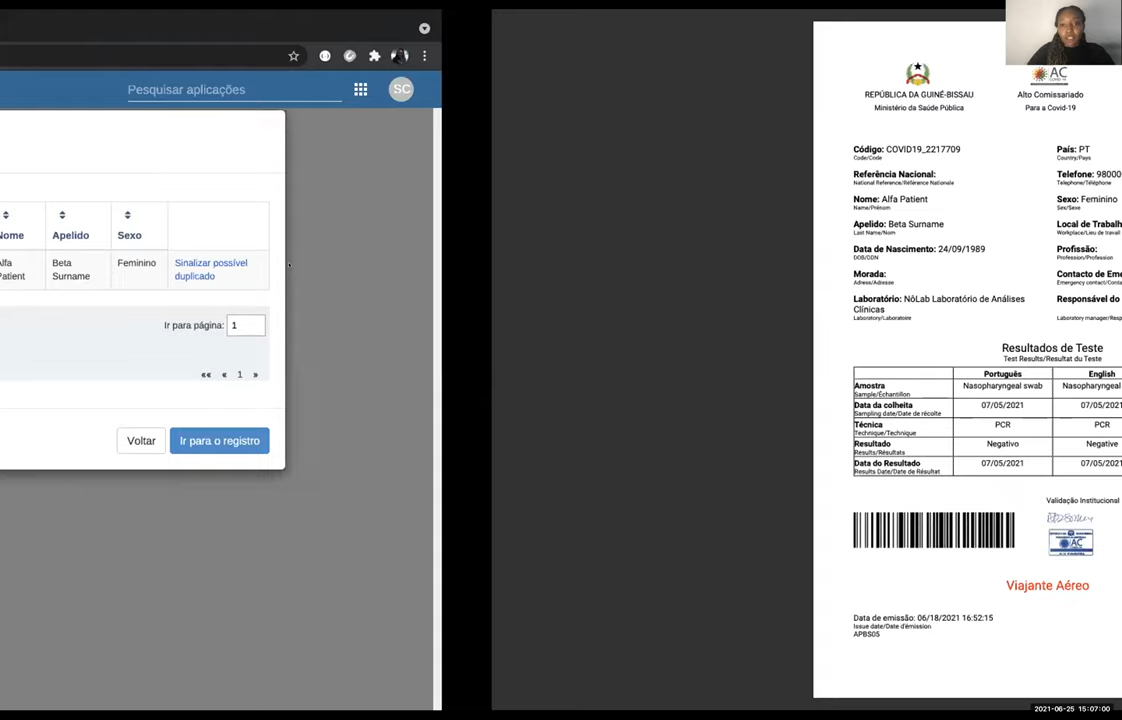 Pesquisar aplicações
SC
Nome
Apelido
Sexo
Alfa
Patient
Beta
Surname
Feminino
Sinalizar possível
duplicado
Ir para página: 1
«« « 1 »
Voltar
Ir para o registro
REPÚBLICA DA GUINÉ-BISSAU
Ministério da Saúde Pública
AC
Alto Comissariado
Para a Covid-19
Código: COVID19_2217709
Code/Code
País: PT
Country/Pays
Referência Nacional:
National Reference/Référence Nationale
Telefone: 98000
Telephone/Téléphone
Nome: Alfa Patient
Name/Prénom
Sexo: Feminino
Sex/Sexe
Apelido: Beta Surname
Last Name/Nom
Local de Trabalh
Workplace/Lieu de travail
Data de Nascimento: 24/09/1989
DOB/DDN
Profissão:
Profession/Profession
Morada:
Adress/Adresse
Contacto de Eme
Emergency contact/Conta
Laboratório: NôLab Laboratório de Análises
Clínicas
Laboratory/Laboratoire
Responsável do
Laboratory manager/Resp
Resultados de Teste
Test Results/Resultat du Teste
Português English
Amostra Nasopharyngeal swab Nasopharyngeal
Sample/Échantillon
Data da colheita 07/05/2021 07/05/2021
Sampling date/Date de récolte
Técnica PCR PCR
Technique/Technique
Resultado Negativo Negative
Results/Résultats
Data do Resultado 07/05/2021 07/05/2021
Results Date/Date de Résultat
Validação Institucional
AC
Viajante Aéreo
Data de emissão: 06/18/2021 16:52:15
Issue date/Date d'émission
APBS05
2021-06-25 15:07:00